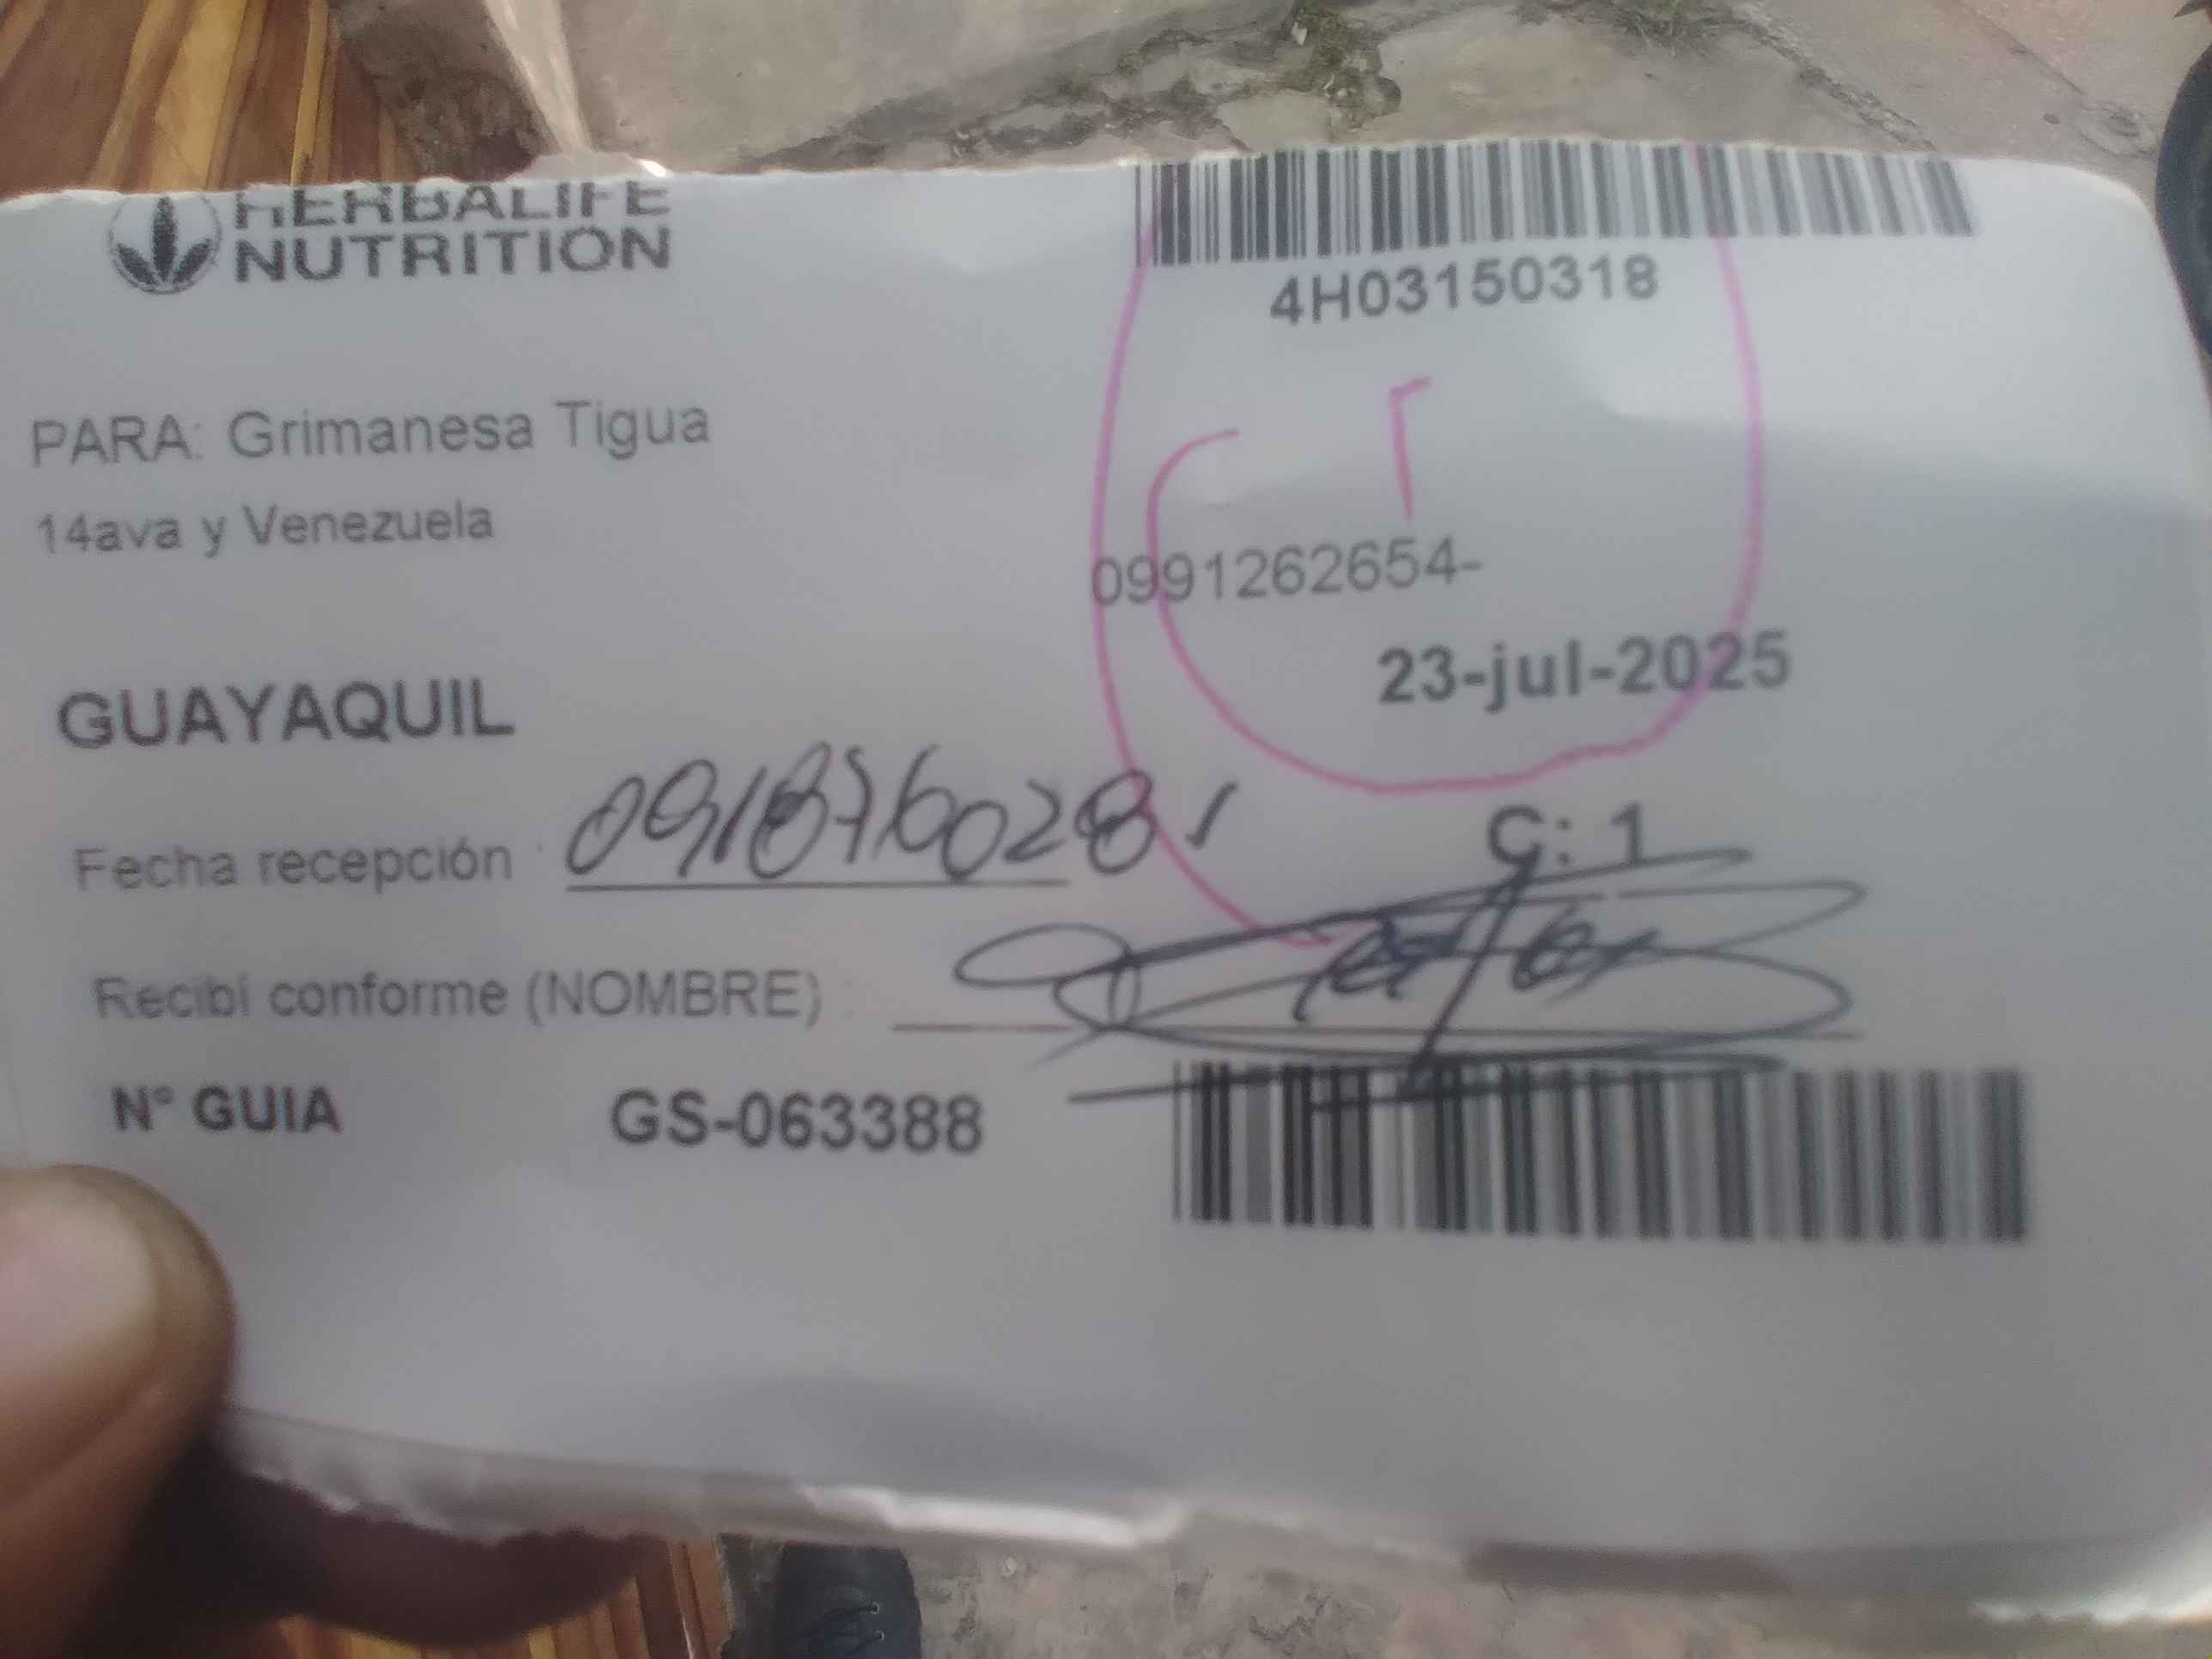 HERBALIFE
NUTRITION
4H03150318
PARA: Grimanesa Tigua
14ava y Venezuela
0991262654-
23-jul-2025
GUAYAQUIL
C: 1
Fecha recepción : 0918760281
Recibí conforme (NOMBRE) :
N° GUIA GS-063388